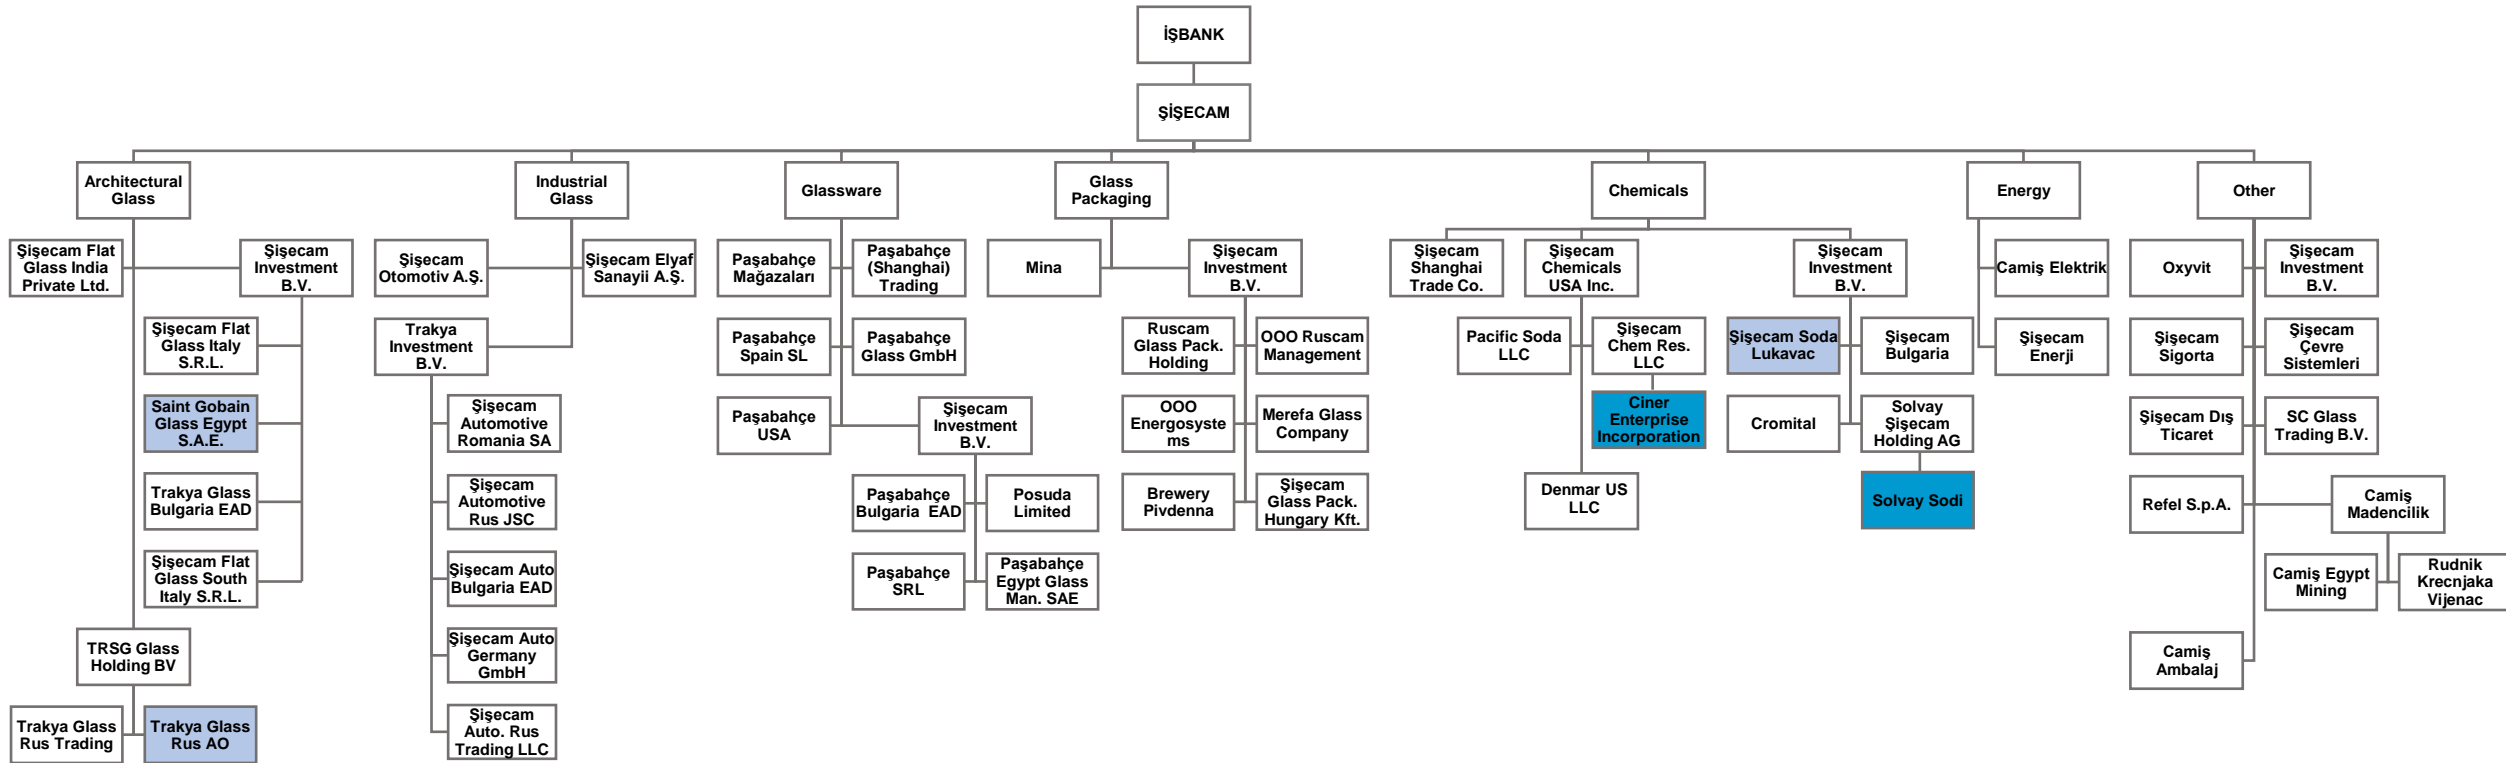 İŞBANK
ŞİŞECAM
Architectural
Glass
Industrial
Glass
Glassware
Glass
Packaging
Chemicals
Energy
Other
Şişecam Flat
Glass India
Private Ltd.
Şişecam
Investment
B.V.
Şişecam Flat
Glass Italy
S.R.L.
Saint Gobain
Glass Egypt
S.A.E.
Trakya Glass
Bulgaria EAD
Şişecam Flat
Glass South
Italy S.R.L.
TRSG Glass
Holding BV
Trakya Glass
Rus Trading
Trakya Glass
Rus AO
Şişecam
Otomotiv A.Ş.
Şişecam Elyaf
Sanayii A.Ş.
Trakya
Investment
B.V.
Şişecam
Automotive
Romania SA
Şişecam
Automotive
Rus JSC
Şişecam Auto
Bulgaria EAD
Şişecam Auto
Germany
GmbH
Şişecam
Auto. Rus
Trading LLC
Paşabahçe
Mağazaları
Paşabahçe
(Shanghai)
Trading
Paşabahçe
Spain SL
Paşabahçe
Glass GmbH
Paşabahçe
USA
Şişecam
Investment
B.V.
Paşabahçe
Bulgaria  EAD
Posuda
Limited
Paşabahçe
SRL
Paşabahçe
Egypt Glass
Man. SAE
Mina
Şişecam
Investment
B.V.
Ruscam
Glass Pack.
Holding
OOO Ruscam
Management
OOO
Energosyste
ms
Merefa Glass
Company
Brewery
Pivdenna
Şişecam
Glass Pack.
Hungary Kft.
Şişecam
Shanghai
Trade Co.
Şişecam
Chemicals
USA Inc.
Şişecam
Investment
B.V.
Pacific Soda
LLC
Şişecam
Chem Res.
LLC
Ciner
Enterprise
Incorporation
Denmar US
LLC
Şişecam Soda
Lukavac
Şişecam
Bulgaria
Cromital
Solvay
Şişecam
Holding AG
Solvay Sodi
Camiş Elektrik
Şişecam
Enerji
Oxyvit
Şişecam
Investment
B.V.
Şişecam
Sigorta
Şişecam
Çevre
Sistemleri
Şişecam Dış
Ticaret
SC Glass
Trading B.V.
Refel S.p.A.
Camiş
Madencilik
Camiş Egypt
Mining
Rudnik
Krecnjaka
Vijenac
Camiş
Ambalaj